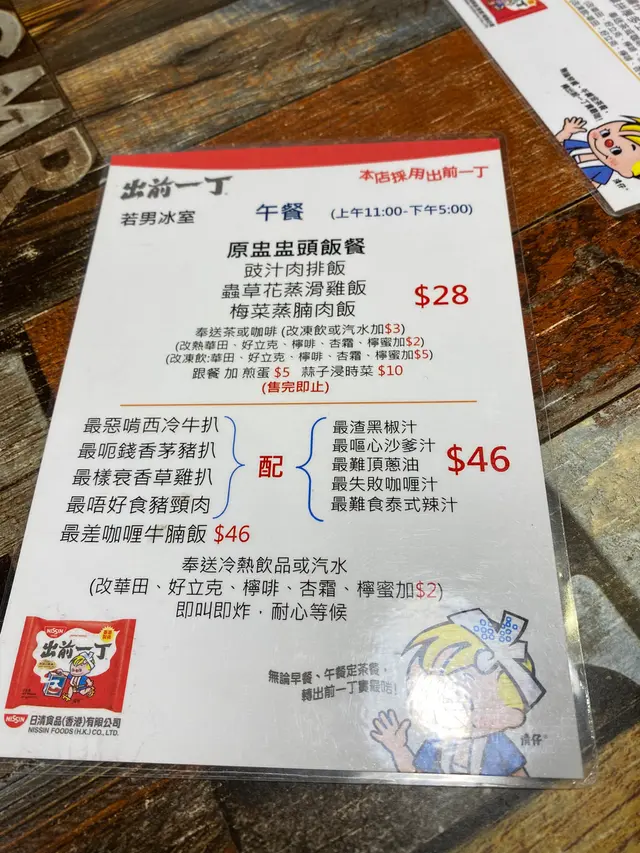 出前一丁
本店採用出前一丁
若男冰室
午餐 (上午11:00-下午5:00)
原盅盅頭飯餐
豉汁肉排飯
蟲草花蒸滑雞飯
梅菜蒸腩肉飯
$28
奉送茶或咖啡 (改凍飲或汽水加$3)
(改熱華田、好立克、檸啡、杏霜、檸蜜加$2)
(改凍飲:華田、好立克、檸啡、杏霜、檸蜜加$5)
跟餐 加 煎蛋 $5 蒜子浸時菜 $10
(售完即止)
最惡啃西冷牛扒
最呃錢香茅豬扒
最樣衰香草雞扒
最唔好食豬頸肉
配
最渣黑椒汁
最嘔心沙爹汁
最難頂蔥油
最失敗咖喱汁
最難食泰式辣汁
$46
最差咖喱牛腩飯 $46
奉送冷熱飲品或汽水
(改華田、好立克、檸啡、杏霜、檸蜜加$2)
即叫即炸，耐心等候
無論早餐、午餐定茶餐，
轉出前一丁實最啱!
清仔
NISSIN
出前一丁
NISSIN 日清食品(香港)有限公司
NISSIN FOODS (H.K.) CO., LTD.